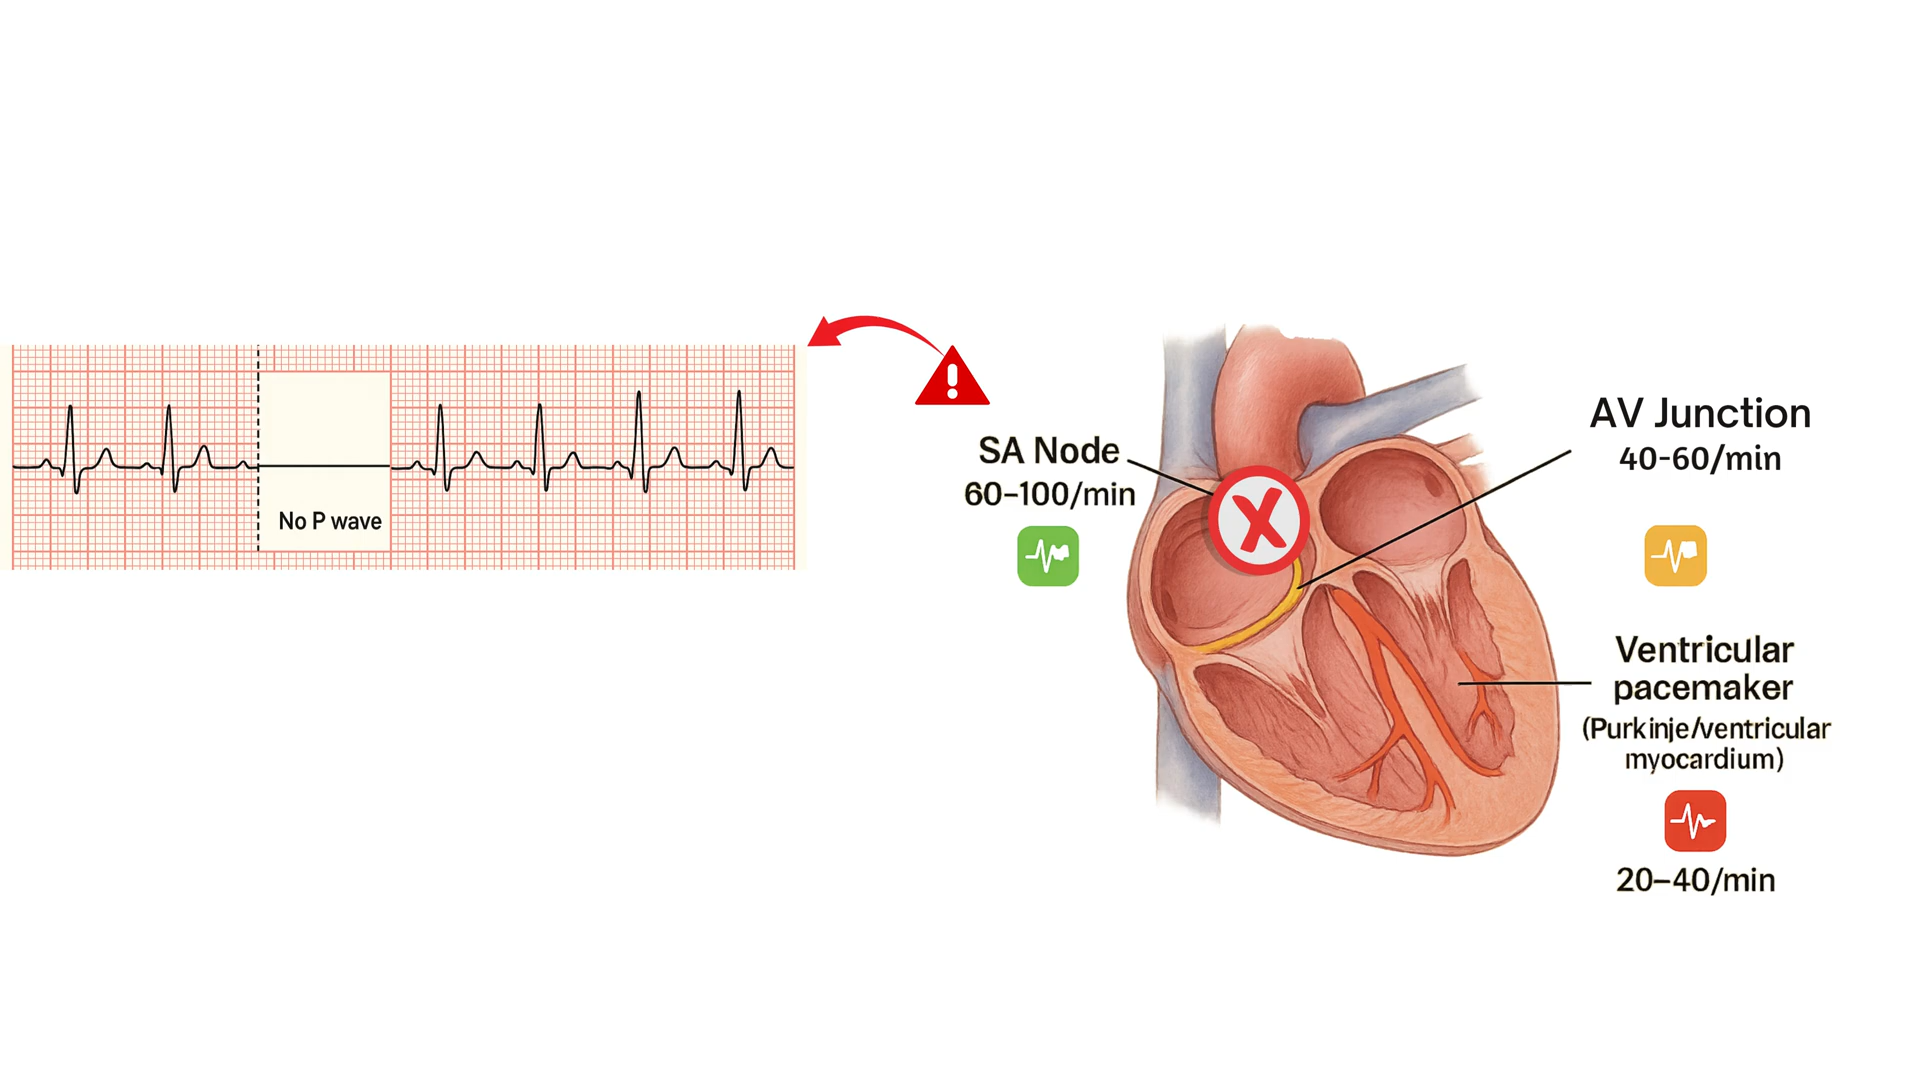 No P wave
SA Node
60–100/min
AV Junction
40-60/min
Ventricular
pacemaker
(Purkinje/ventricular
myocardium)
20–40/min